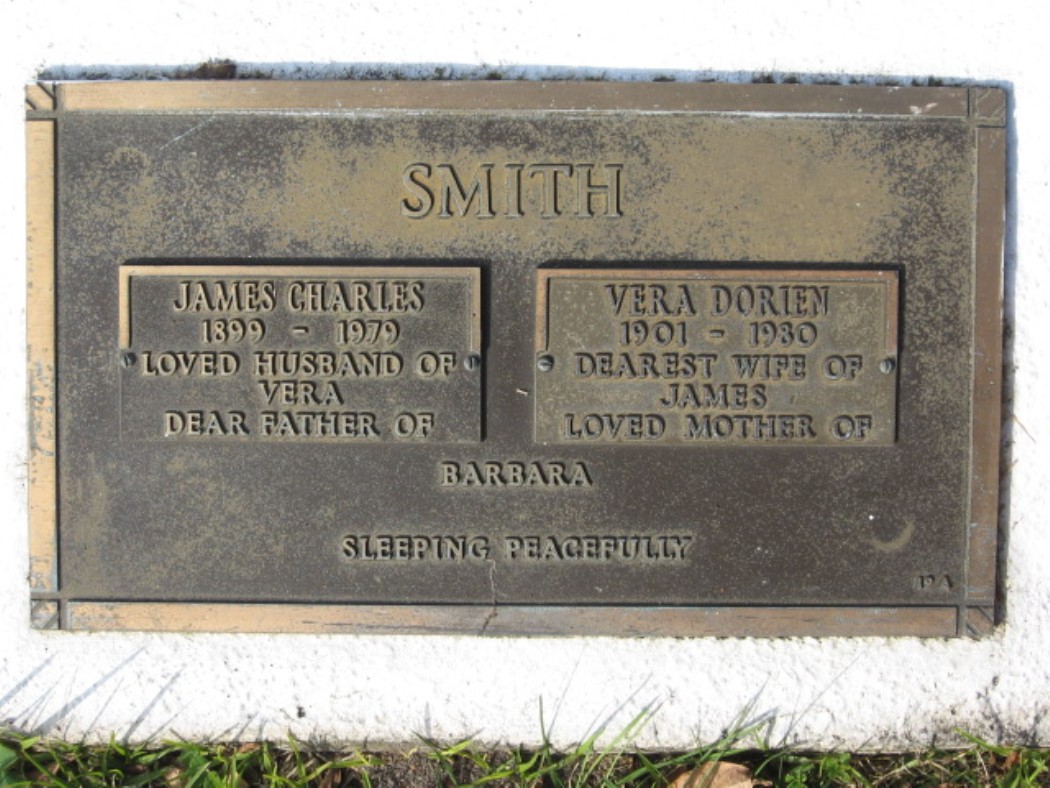 SMITH
JAMES CHARLES
1899 - 1979
LOVED HUSBAND OF
VERA
DEAR FATHER OF
VERA DORIEN
1901 - 1980
DEAREST WIFE OF
JAMES
LOVED MOTHER OF
BARBARA
SLEEPING PEACEFULLY